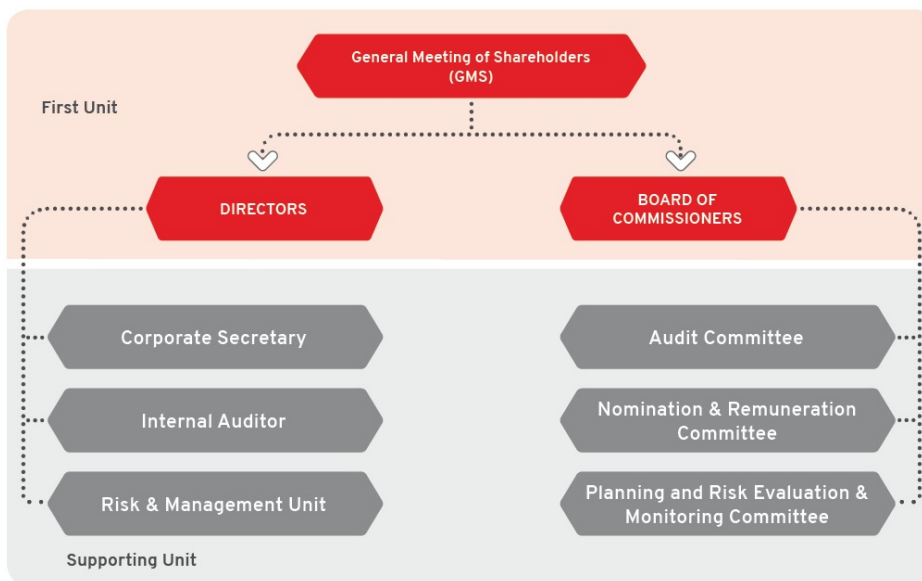 General Meeting of Shareholders
(GMS)
First Unit
DIRECTORS
BOARD OF
COMMISSIONERS
Corporate Secretary
Audit Committee
Internal Auditor
Nomination & Remuneration
Committee
Risk & Management Unit
Planning and Risk Evaluation &
Monitoring Committee
Supporting Unit